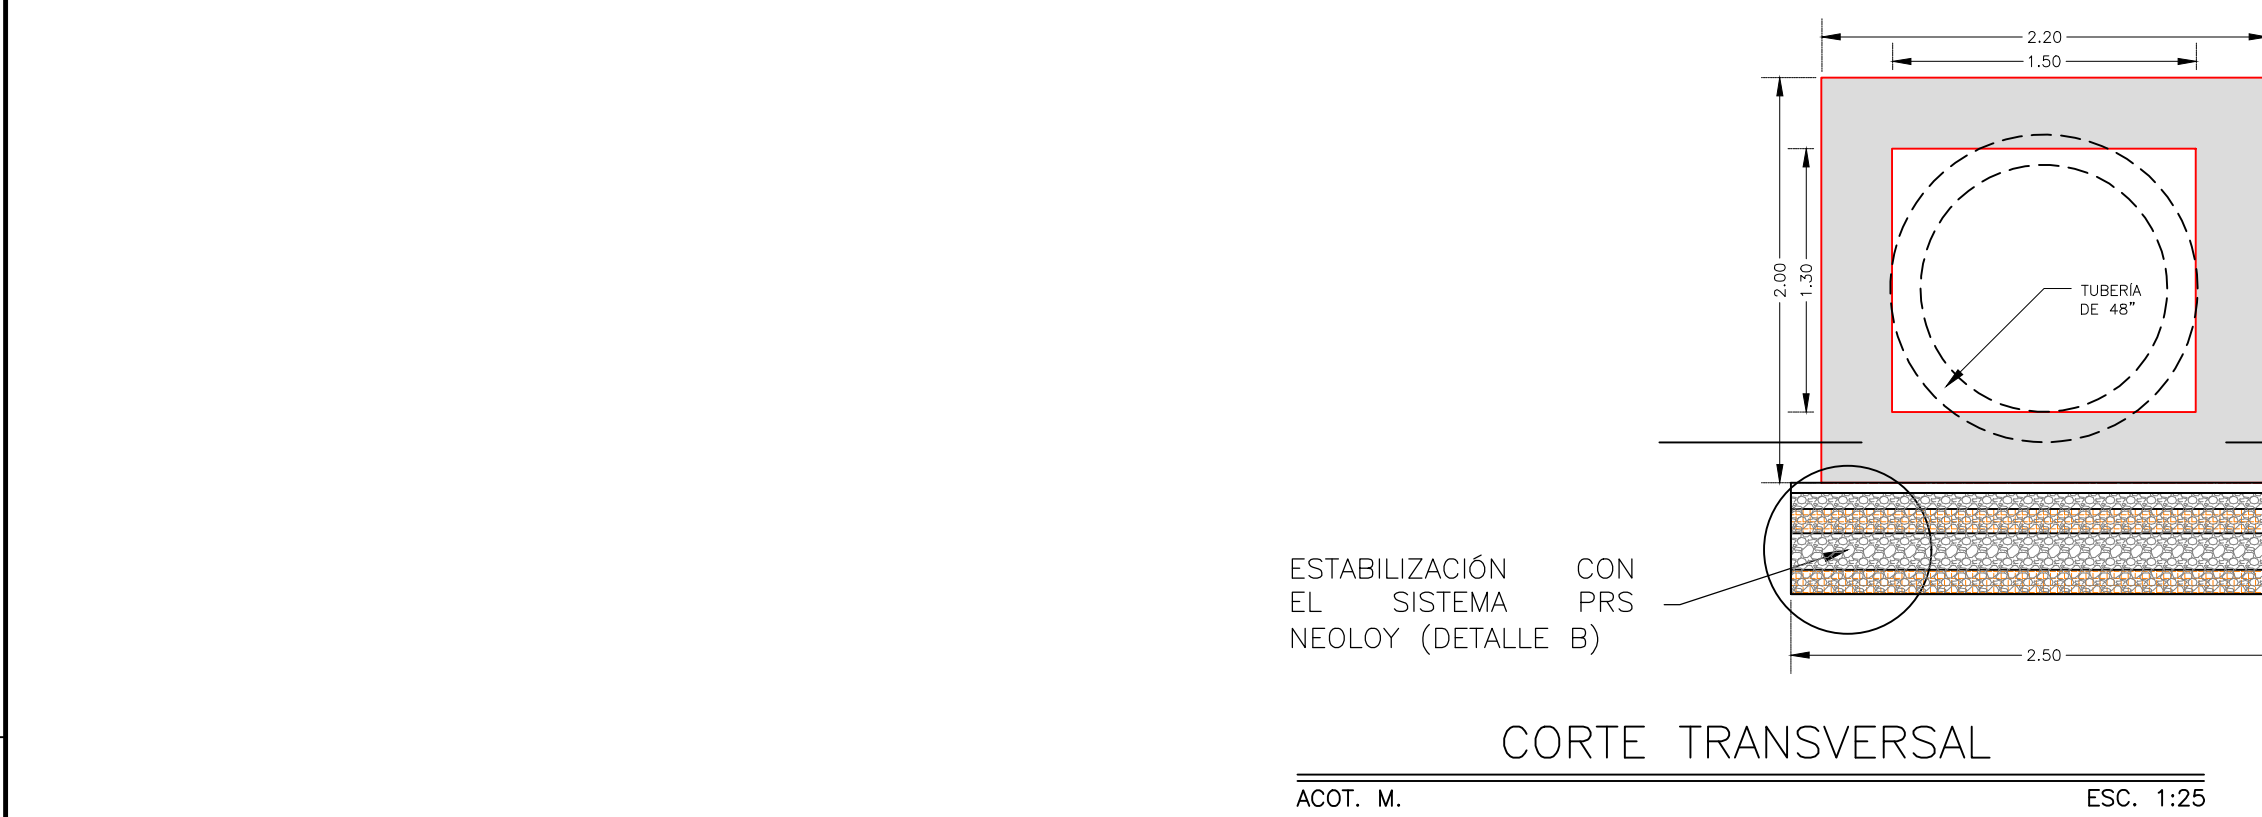 2.20
1.50
2.00
1.30
TUBERÍA
DE 48”
ESTABILIZACIÓN CON
EL SISTEMA PRS
NEOLOY (DETALLE B)
2.50
CORTE TRANSVERSAL
ACOT. M.
ESC. 1:25